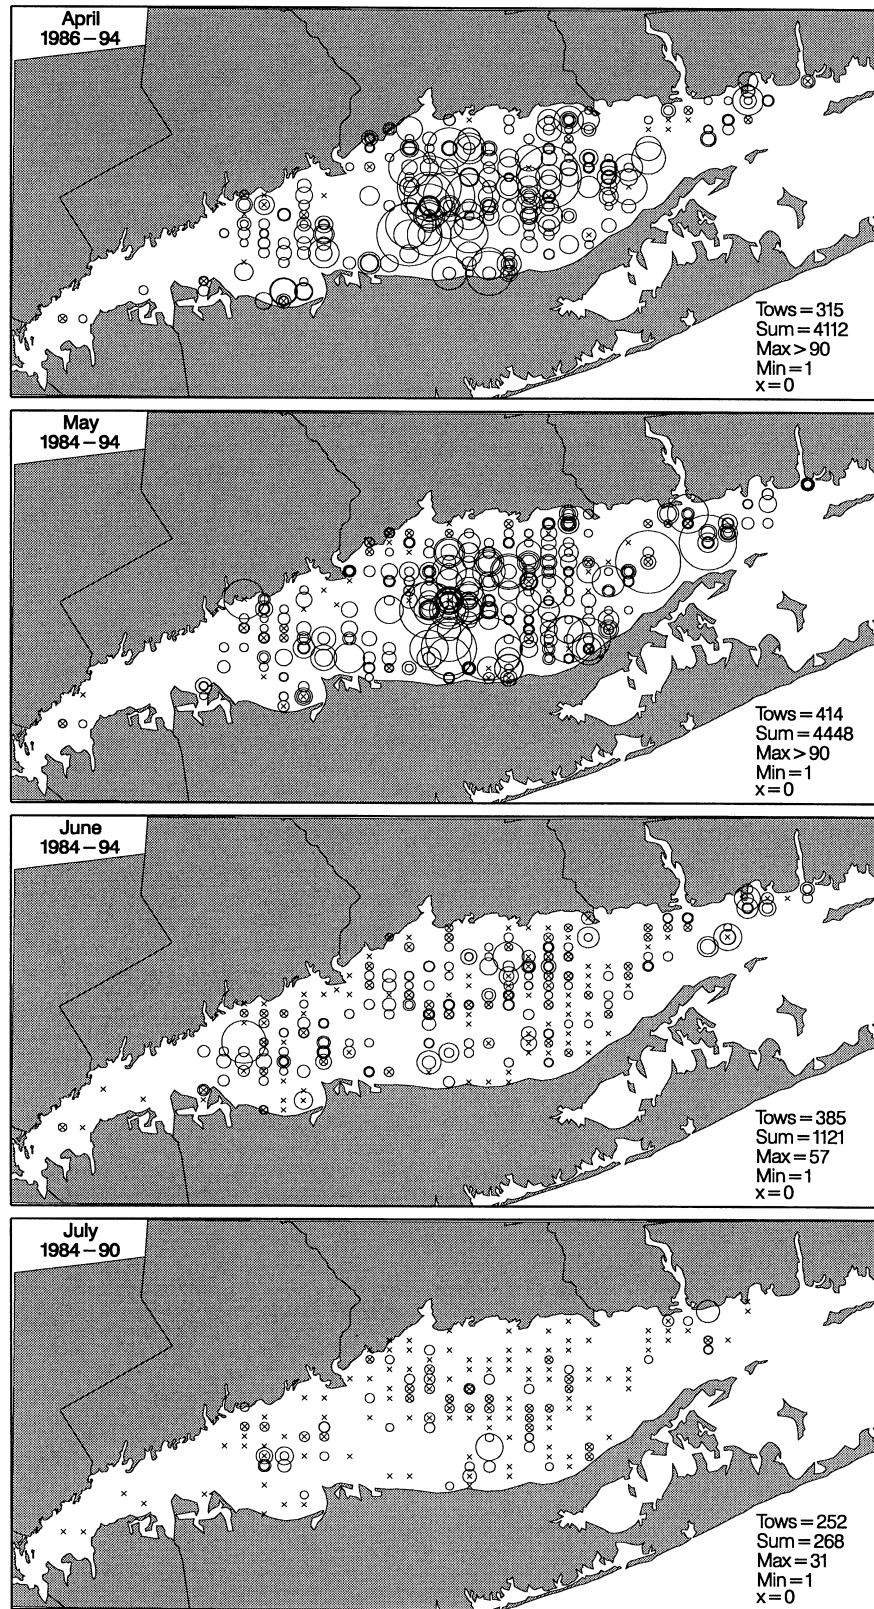 April
1986–94
Tows=315
Sum=4112
Max>90
Min=1
x=0
May
1984–94
Tows=414
Sum=4448
Max>90
Min=1
x=0
June
1984–94
Tows=385
Sum=1121
Max=57
Min=1
x=0
July
1984–90
Tows=252
Sum=268
Max=31
Min=1
x=0